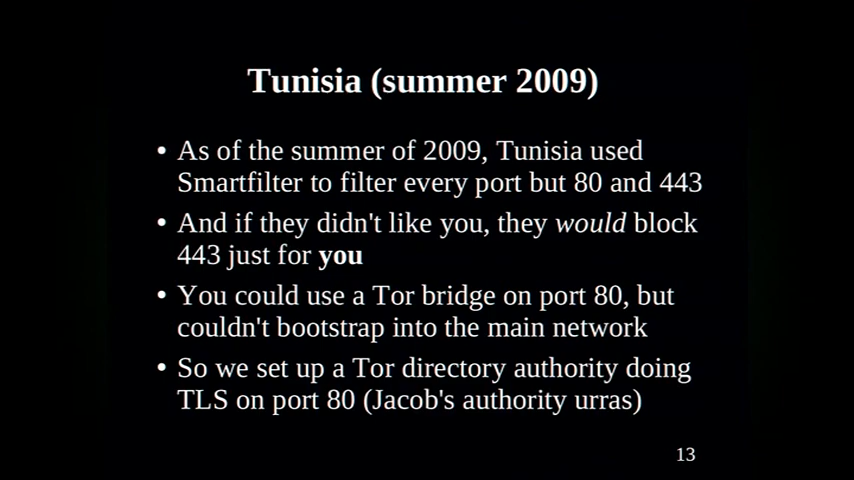 Tunisia (summer 2009)
• As of the summer of 2009, Tunisia used
Smartfilter to filter every port but 80 and 443
• And if they didn't like you, they would block
443 just for you
• You could use a Tor bridge on port 80, but
couldn't bootstrap into the main network
• So we set up a Tor directory authority doing
TLS on port 80 (Jacob's authority urras)
13